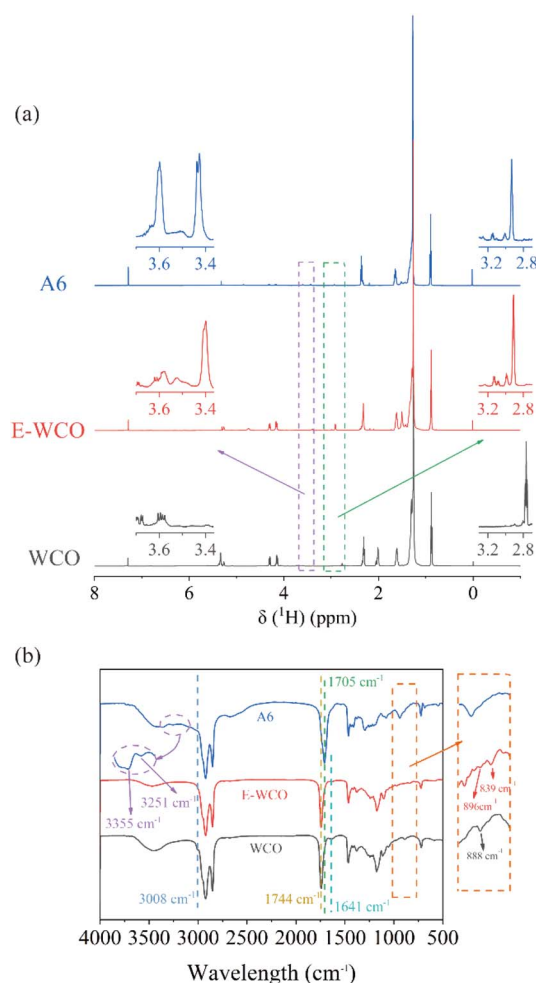 (a)
3.6 3.4 3.2 2.8
A6
3.6 3.4 3.2 2.8
E-WCO
3.6 3.4 3.2 2.8
WCO
8 6 4 2 0
δ (¹H) (ppm)
(b)
1705 cm⁻¹
A6
3251 cm⁻¹
3355 cm⁻¹
E-WCO
839 cm⁻¹
896cm⁻¹
WCO
888 cm⁻¹
3008 cm⁻¹ 1744 cm⁻¹
1641 cm⁻¹
4000 3500 3000 2500 2000 1500 1000 500
Wavelength (cm⁻¹)